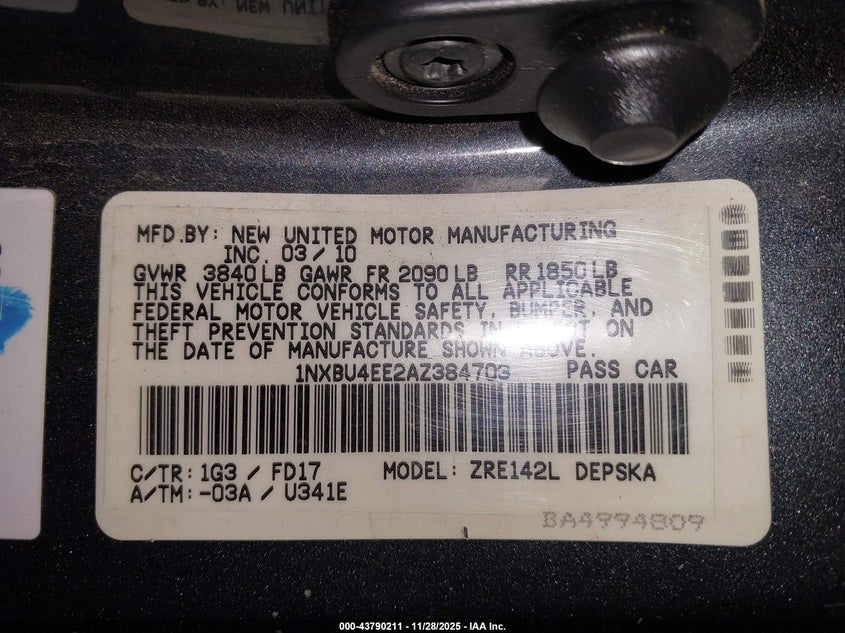 MFD.BY: NEW UNITED MOTOR MANUFACTURING
INC. 03 / 10
GVWR 3840 LB GAWR FR 2090 LB RR 1850 LB
THIS VEHICLE CONFORMS TO ALL APPLICABLE
FEDERAL MOTOR VEHICLE SAFETY, BUMPER, AND
THEFT PREVENTION STANDARDS IN EFFECT ON
THE DATE OF MANUFACTURE SHOWN ABOVE.
1NXBU4EE2AZ384703 PASS CAR
C/TR: 1G3 / FD17 MODEL: ZRE142L DEPSKA
A/TM: -03A / U341E
BA4994809
000-43790211 - 11/28/2025 - IAA Inc.